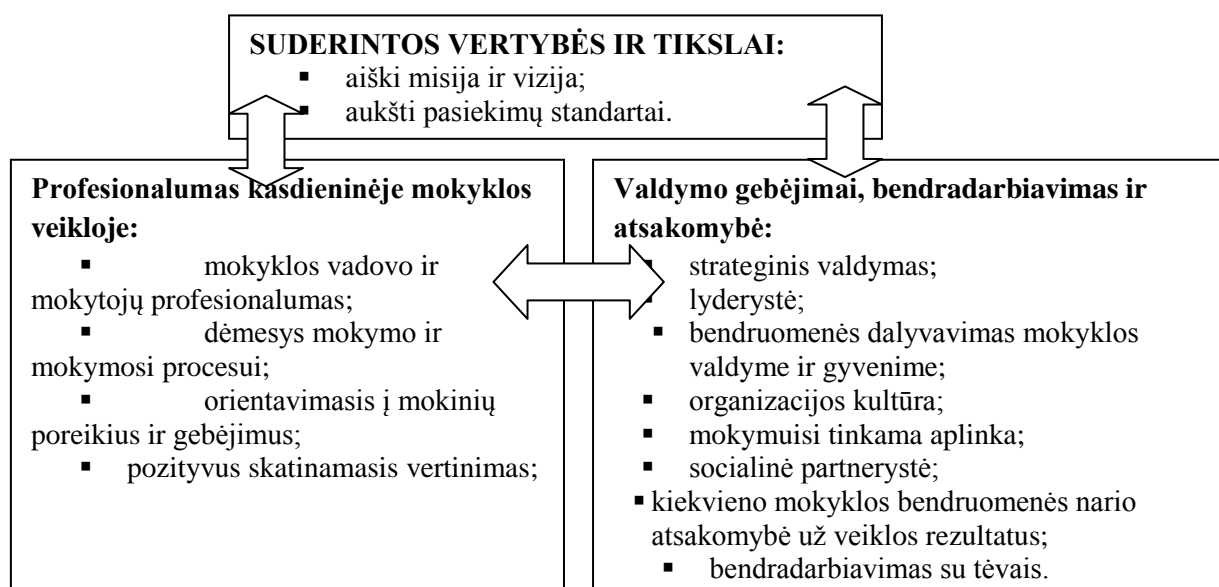 SUDERINTOS VERTYBĖS IR TIKSLAI:
▪ aiški misija ir vizija;
▪ aukšti pasiekimų standartai.
Profesionalumas kasdieninėje mokyklos
veikloje:
▪ mokyklos vadovo ir
mokytojų profesionalumas;
▪ dėmesys mokymo ir
mokymosi procesui;
▪ orientavimasis į mokinių
poreikius ir gebėjimus;
▪ pozityvus skatinamasis vertinimas;
Valdymo gebėjimai, bendradarbiavimas ir
atsakomybė:
▪ strateginis valdymas;
▪ lyderystė;
▪ bendruomenės dalyvavimas mokyklos
valdyme ir gyvenime;
▪ organizacijos kultūra;
▪ mokymuisi tinkama aplinka;
▪ socialinė partnerystė;
▪ kiekvieno mokyklos bendruomenės nario
atsakomybė už veiklos rezultatus;
▪ bendradarbiavimas su tėvais.